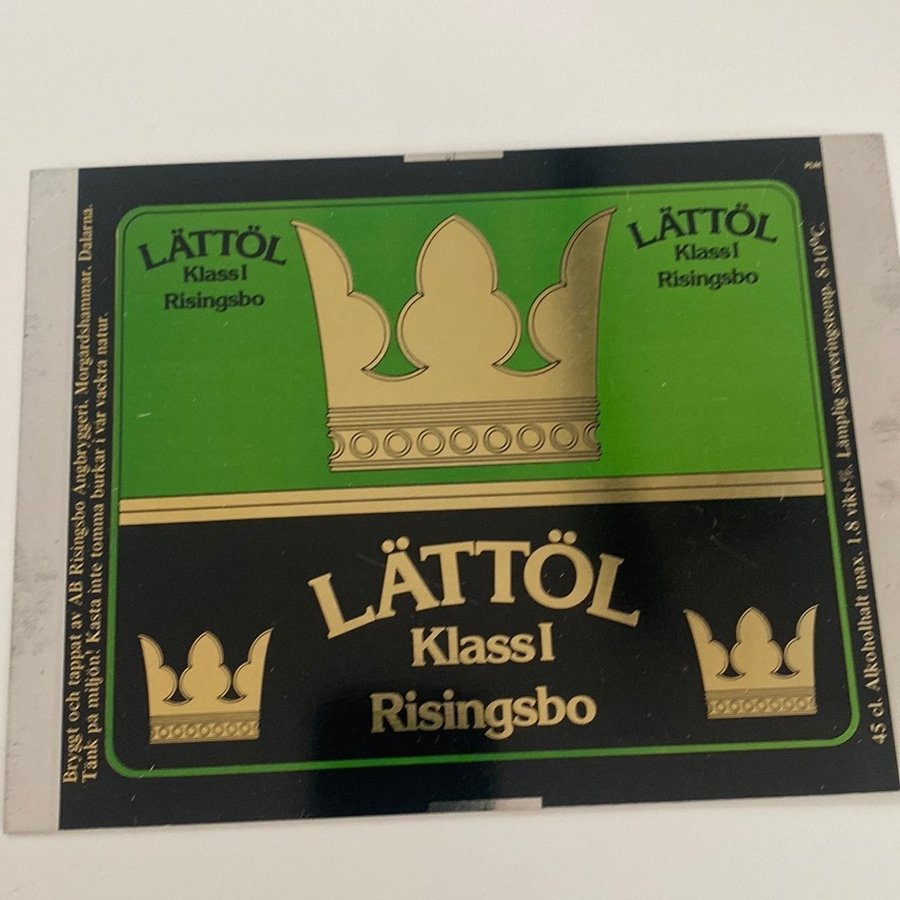 LÄTTÖL
Klass I
Risingsbo
LÄTTÖL
Klass I
Risingsbo
LÄTTÖL
Klass I
Risingsbo
Bryggt och tappat av AB Risingsbo Ångbryggeri, Morgårdshammar, Dalarna.
Tänk på miljön! Kasta inte tomma burkar i vår vackra natur.
45 cl. Alkoholhalt max. 1.8 vikt-%. Lämplig serveringstemp. 8-10°C.
PLM